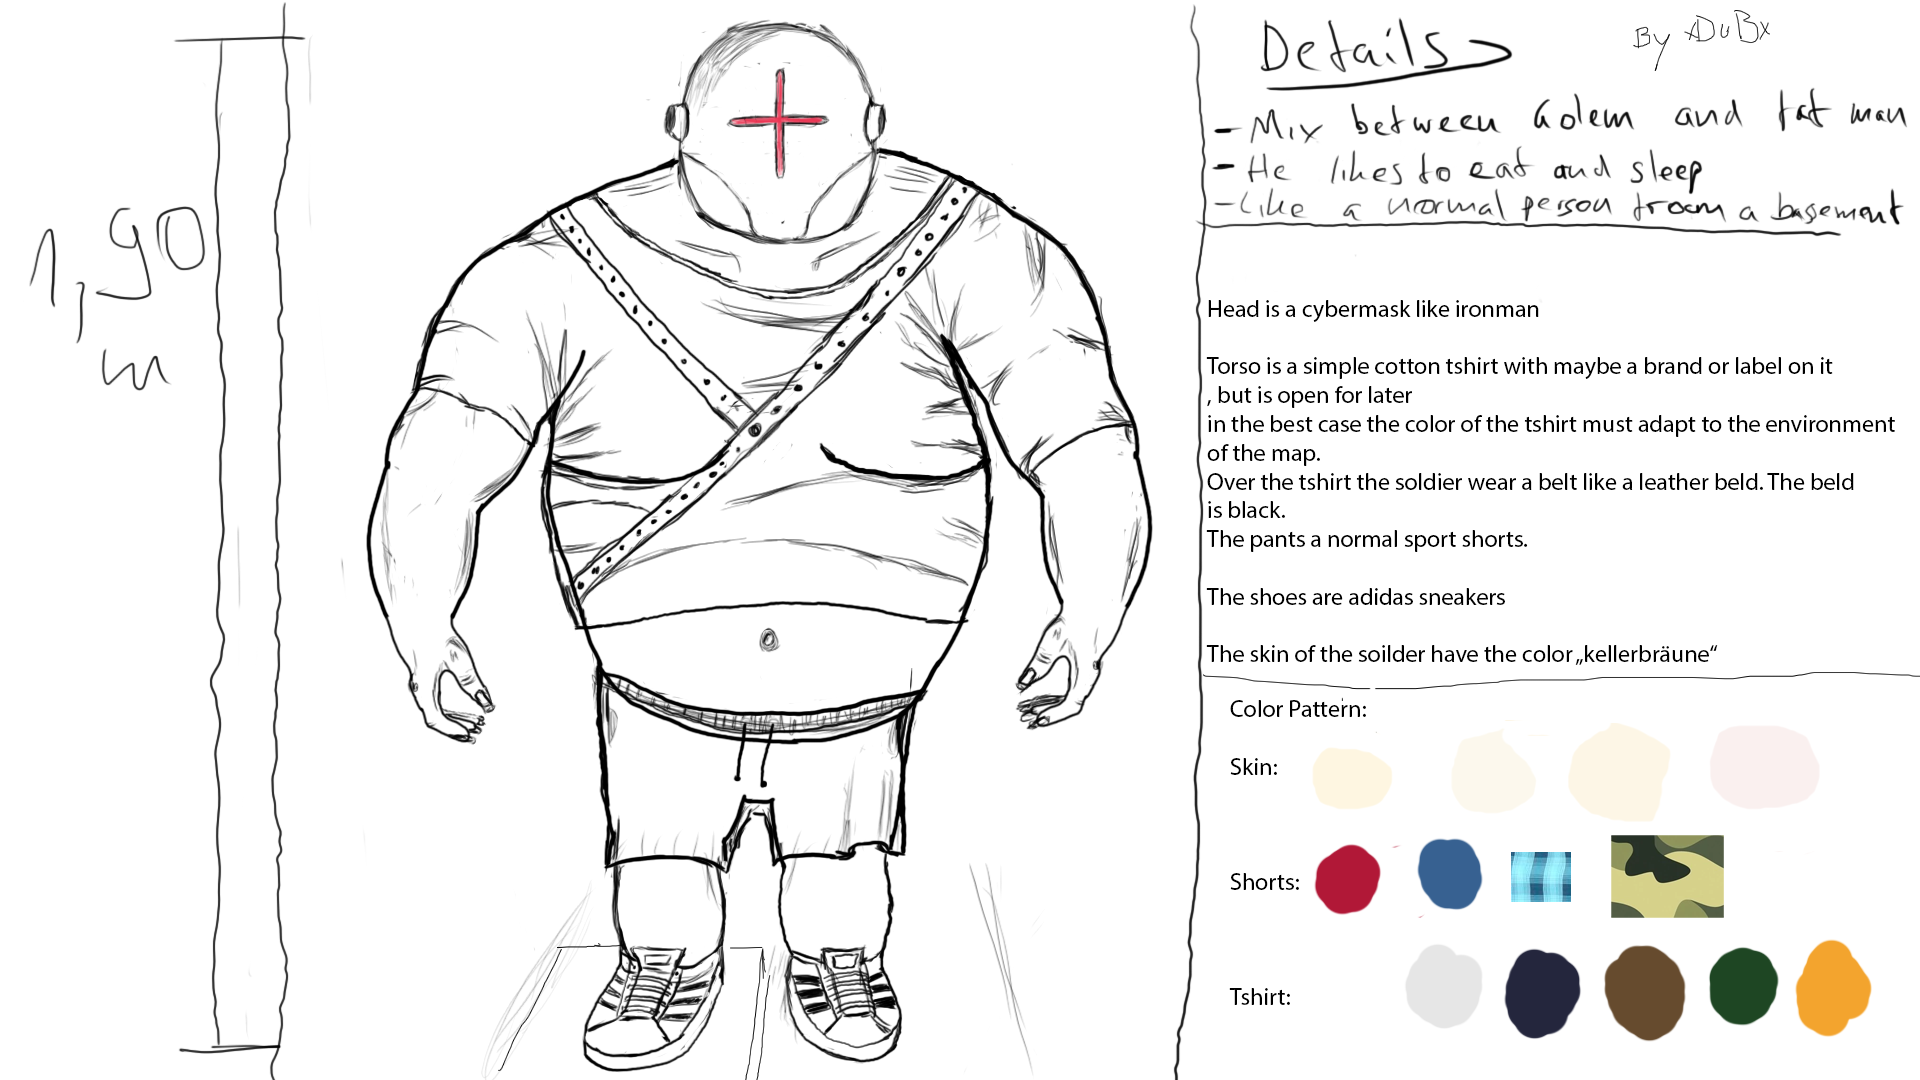 1,90
m
Details
By xDuBx
- Mix between Golem and fat man
- He likes to eat and sleep
- Like a normal person from a basement
Head is a cybermask like ironman
Torso is a simple cotton tshirt with maybe a brand or label on it
, but is open for later
in the best case the color of the tshirt must adapt to the environment
of the map.
Over the tshirt the soldier wear a belt like a leather beld. The beld
is black.
The pants a normal sport shorts.
The shoes are adidas sneakers
The skin of the soilder have the color „kellerbräune“
Color Pattern:
Skin:
Shorts:
Tshirt: